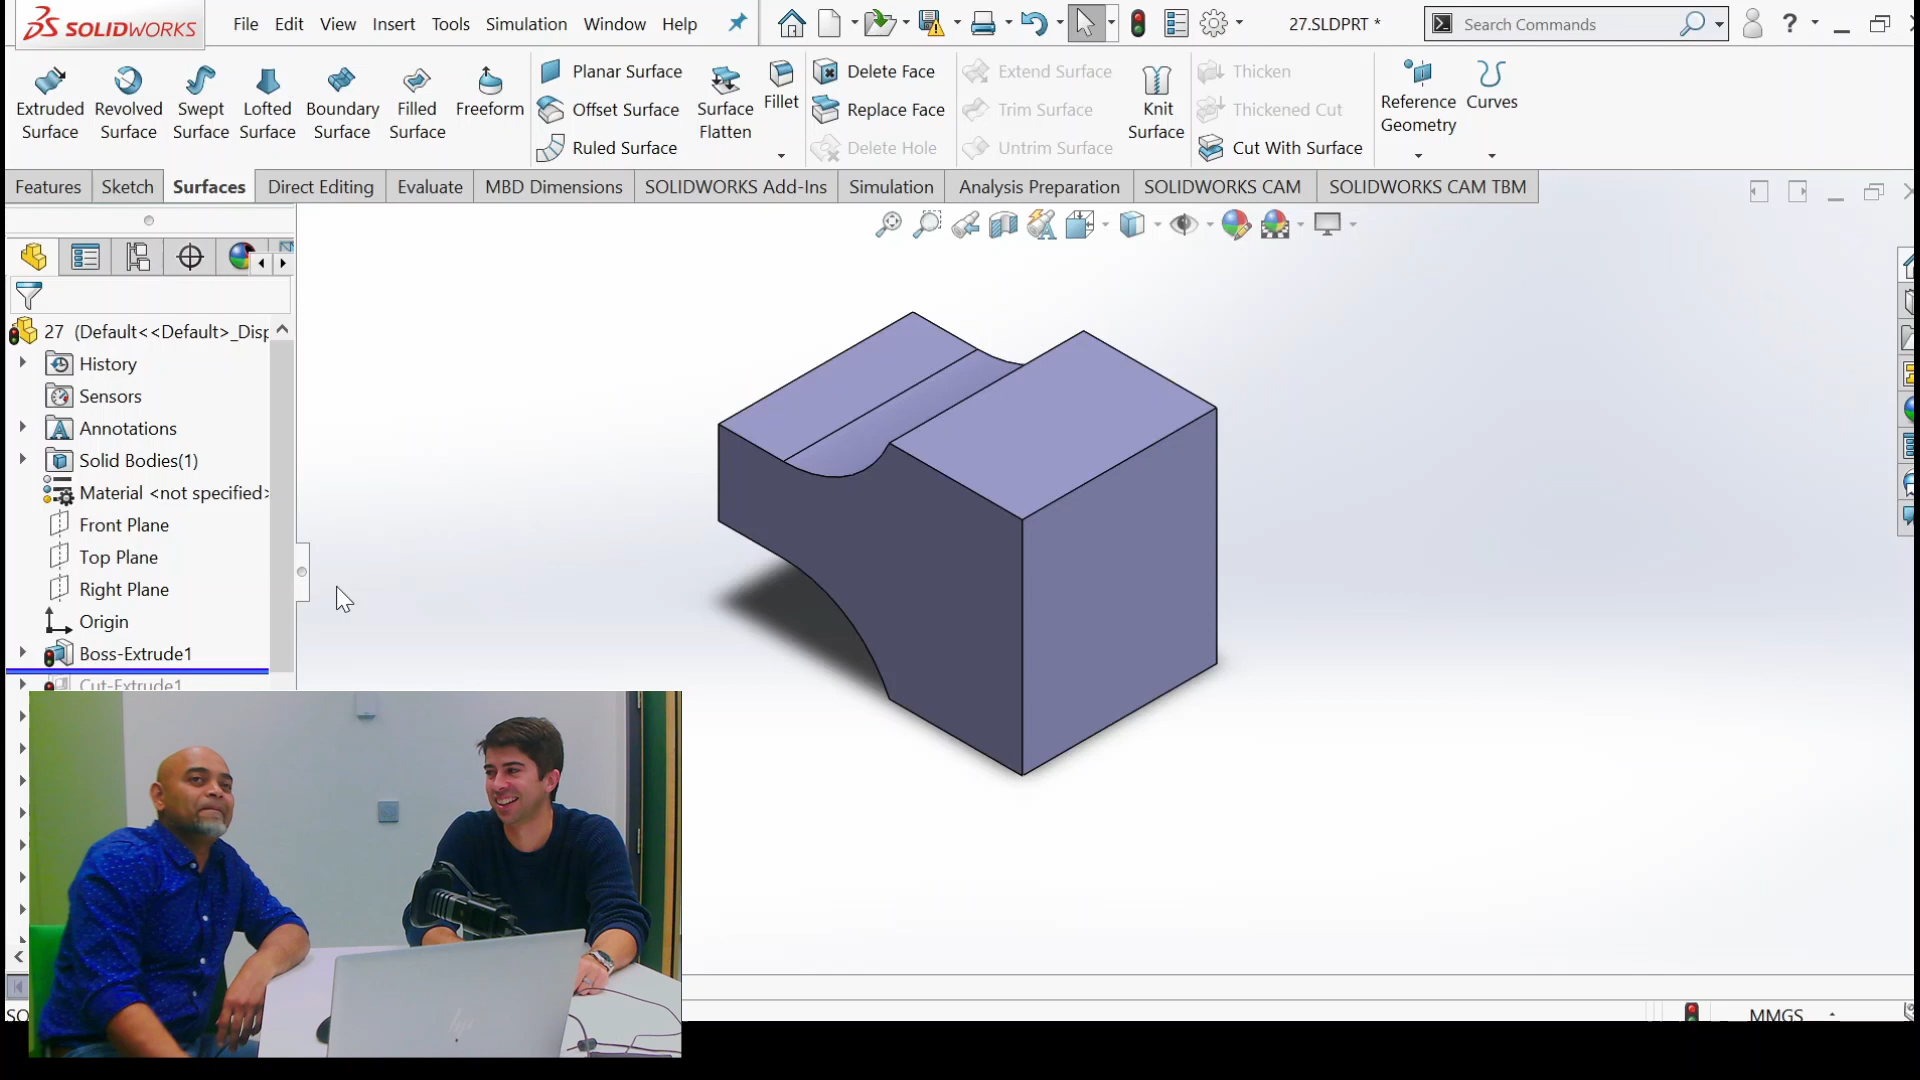 SOLIDWORKS File Edit View Insert Tools Simulation Window Help 27.SLDPRT * Search Commands ?
Extruded Surface
Revolved Surface
Swept Surface
Lofted Surface
Boundary Surface
Filled Surface
Freeform
Planar Surface
Offset Surface
Ruled Surface
Surface Flatten
Fillet
Delete Face
Replace Face
Delete Hole
Extend Surface
Trim Surface
Untrim Surface
Knit Surface
Thicken
Thickened Cut
Cut With Surface
Reference Geometry
Curves
Features Sketch Surfaces Direct Editing Evaluate MBD Dimensions SOLIDWORKS Add-Ins Simulation Analysis Preparation SOLIDWORKS CAM SOLIDWORKS CAM TBM
27 (Default<<Default>_Disp
History
Sensors
Annotations
Solid Bodies(1)
Material <not specified>
Front Plane
Top Plane
Right Plane
Origin
Boss-Extrude1
Cut-Extrude1
SO
MMGS
hp